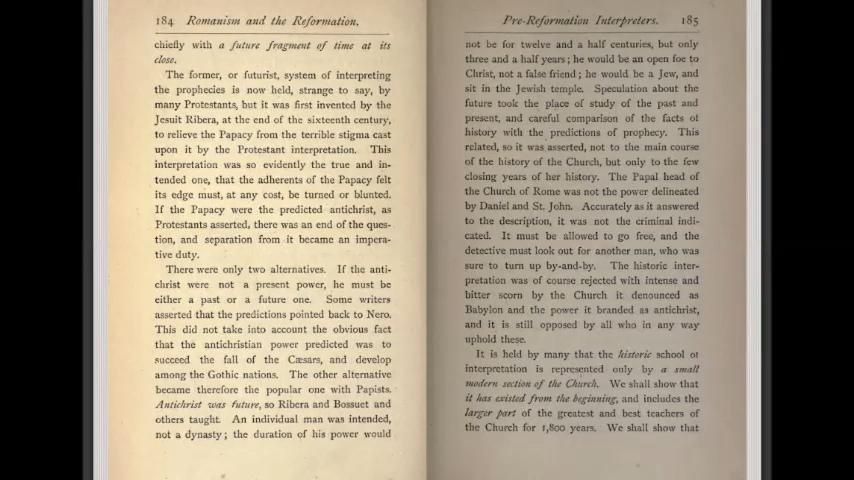 184 Romanism and the Reformation.
chiefly with a future fragment of time at its
close.
The former, or futurist, system of interpreting
the prophecies is now held, strange to say, by
many Protestants, but it was first invented by the
Jesuit Ribera, at the end of the sixteenth century,
to relieve the Papacy from the terrible stigma cast
upon it by the Protestant interpretation. This
interpretation was so evidently the true and in-
tended one, that the adherents of the Papacy felt
its edge must, at any cost, be turned or blunted.
If the Papacy were the predicted antichrist, as
Protestants asserted, there was an end of the ques-
tion, and separation from it became an impera-
tive duty.
There were only two alternatives. If the anti-
christ were not a present power, he must be
either a past or a future one. Some writers
asserted that the predictions pointed back to Nero.
This did not take into account the obvious fact
that the antichristian power predicted was to
succeed the fall of the Cæsars, and develop
among the Gothic nations. The other alternative
became therefore the popular one with Papists.
Antichrist was future, so Ribera and Bossuet and
others taught. An individual man was intended,
not a dynasty; the duration of his power would
Pre-Reformation Interpreters. 185
not be for twelve and a half centuries, but only
three and a half years; he would be an open foe to
Christ, not a false friend; he would be a Jew, and
sit in the Jewish temple. Speculation about the
future took the place of study of the past and
present, and careful comparison of the facts of
history with the predictions of prophecy. This
related, so it was asserted, not to the main course
of the history of the Church, but only to the few
closing years of her history. The Papal head of
the Church of Rome was not the power delineated
by Daniel and St. John. Accurately as it answered
to the description, it was not the criminal indi-
cated. It must be allowed to go free, and the
detective must look out for another man, who was
sure to turn up by-and-by. The historic inter-
pretation was of course rejected with intense and
bitter scorn by the Church it denounced as
Babylon and the power it branded as antichrist,
and it is still opposed by all who in any way
uphold these.
It is held by many that the historic school of
interpretation is represented only by a small
modern section of the Church. We shall show that
it has existed from the beginning, and includes the
larger part of the greatest and best teachers of
the Church for 1,800 years. We shall show that